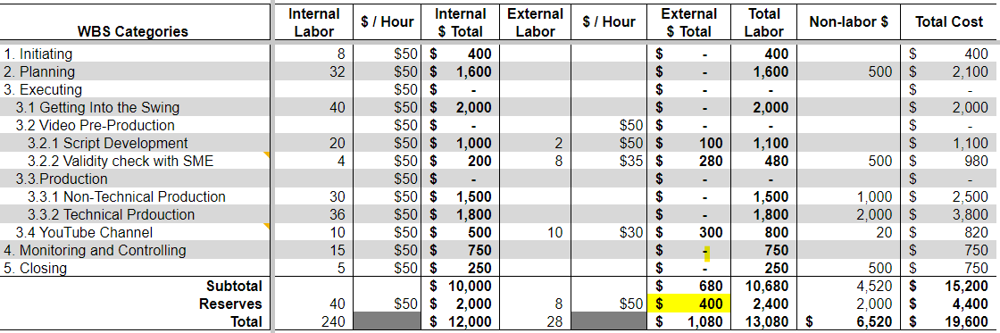 WBS Categories Internal Labor $ / Hour Internal $ Total External Labor $ / Hour External $ Total Total Labor Non-labor $ Total Cost
1. Initiating 8 $50 $ 400 $ - 400 $ 400
2. Planning 32 $50 $ 1,600 $ - 1,600 500 $ 2,100
3. Executing $50 $ - $ - - $ -
3.1 Getting Into the Swing 40 $50 $ 2,000 $ - 2,000 $ 2,000
3.2 Video Pre-Production $50 $ - $50 $ - - $ -
3.2.1 Script Development 20 $50 $ 1,000 2 $50 $ 100 1,100 $ 1,100
3.2.2 Validity check with SME 4 $50 $ 200 8 $35 $ 280 480 500 $ 980
3.3.Production $50 $ - $ - - $ -
3.3.1 Non-Technical Production 30 $50 $ 1,500 $ - 1,500 1,000 $ 2,500
3.3.2 Technical Prdouction 36 $50 $ 1,800 $ - 1,800 2,000 $ 3,800
3.4 YouTube Channel 10 $50 $ 500 10 $30 $ 300 800 20 $ 820
4. Monitoring and Controlling 15 $50 $ 750 $ - 750 $ 750
5. Closing 5 $50 $ 250 $ - 250 500 $ 750
Subtotal $ 10,000 $ 680 10,680 4,520 $ 15,200
Reserves 40 $50 $ 2,000 8 $50 $ 400 2,400 2,000 $ 4,400
Total 240 $ 12,000 28 $ 1,080 13,080 $ 6,520 $ 19,600